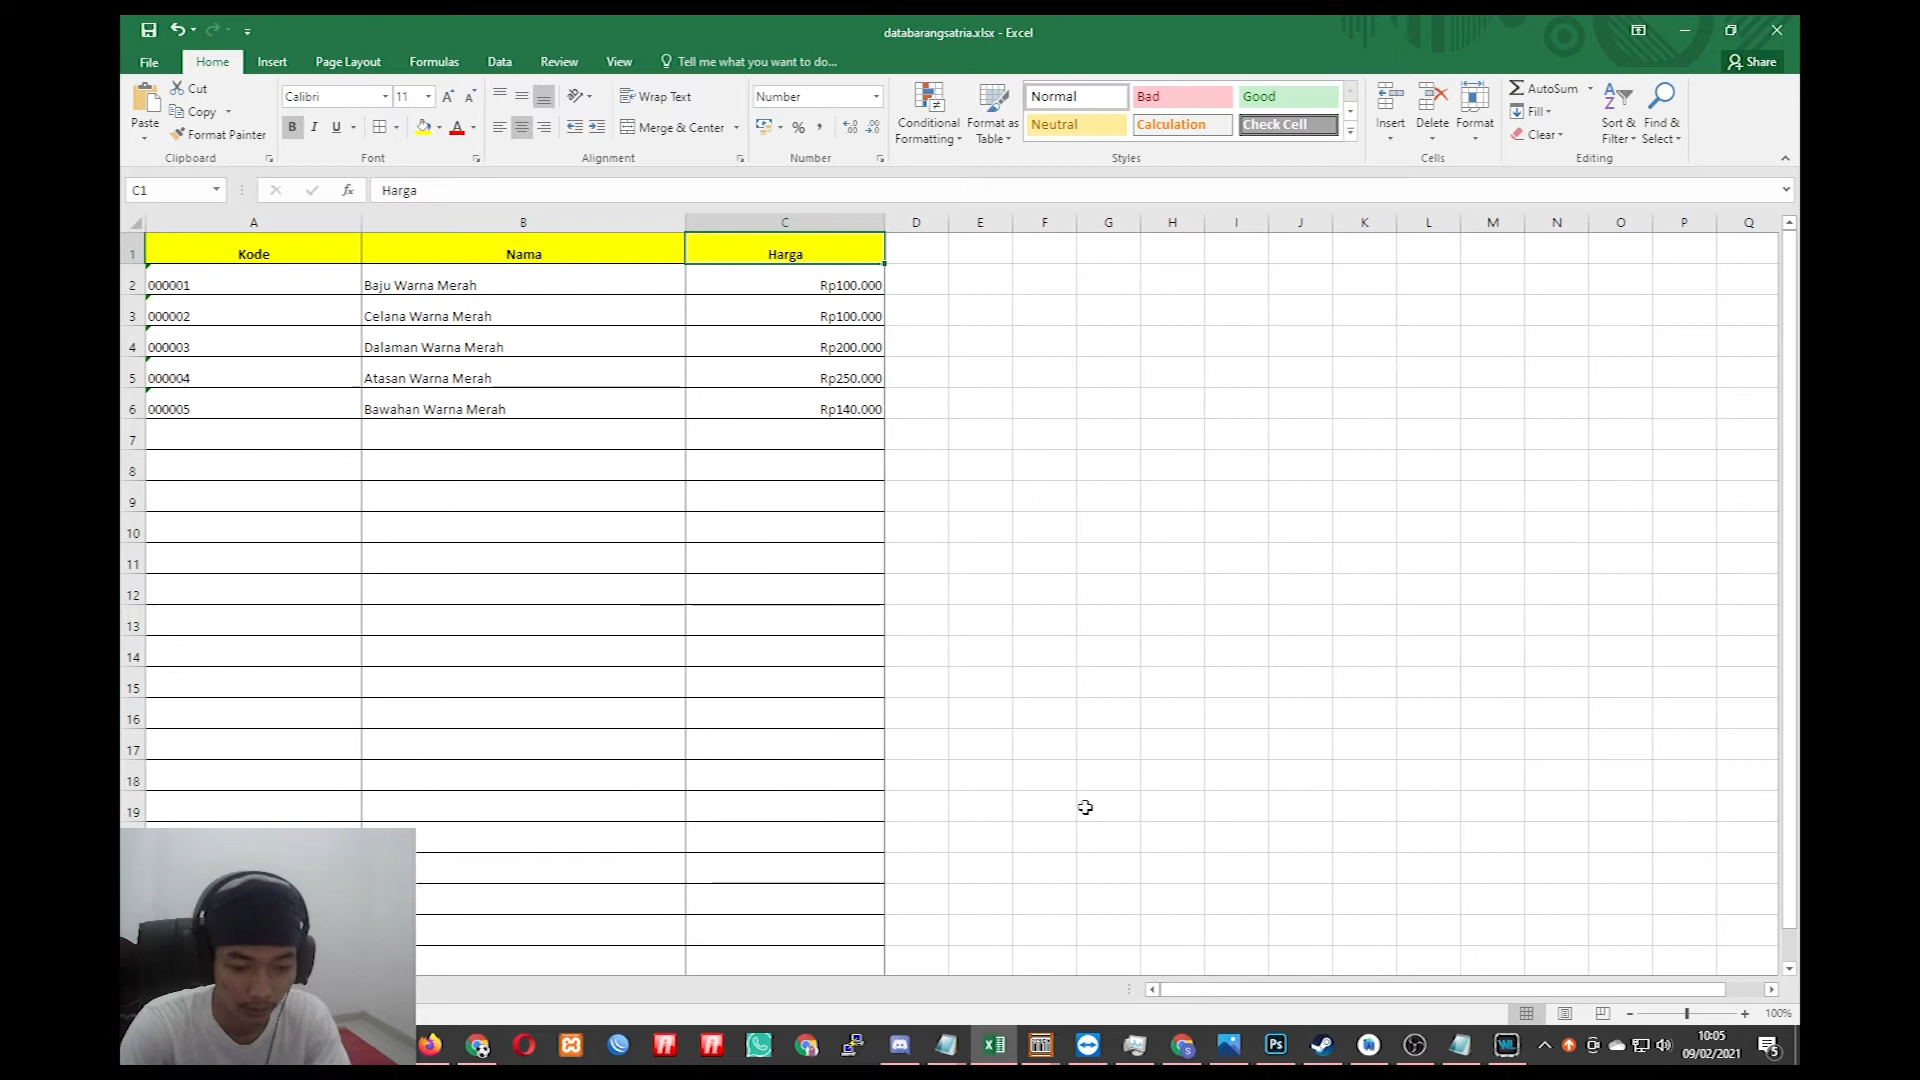 databarangsatria.xlsx - Excel
File Home Insert Page Layout Formulas Data Review View Tell me what you want to do... Share
Paste
Cut
Copy
Format Painter
Clipboard
Calibri 11
B I U
Font
Wrap Text
Merge & Center
Alignment
Number
%
Number
Conditional Formatting
Format as Table
Normal Bad Good
Neutral Calculation Check Cell
Styles
Insert Delete Format
Cells
AutoSum
Fill
Clear
Sort & Filter
Find & Select
Editing
C1 fx Harga
A B C D E F G H I J K L M N O P Q
1 Kode Nama Harga
2 000001 Baju Warna Merah Rp100.000
3 000002 Celana Warna Merah Rp100.000
4 000003 Dalaman Warna Merah Rp200.000
5 000004 Atasan Warna Merah Rp250.000
6 000005 Bawahan Warna Merah Rp140.000
7
8
9
10
11
12
13
14
15
16
17
18
19
100%
Ps
10:05
09/02/2021
5